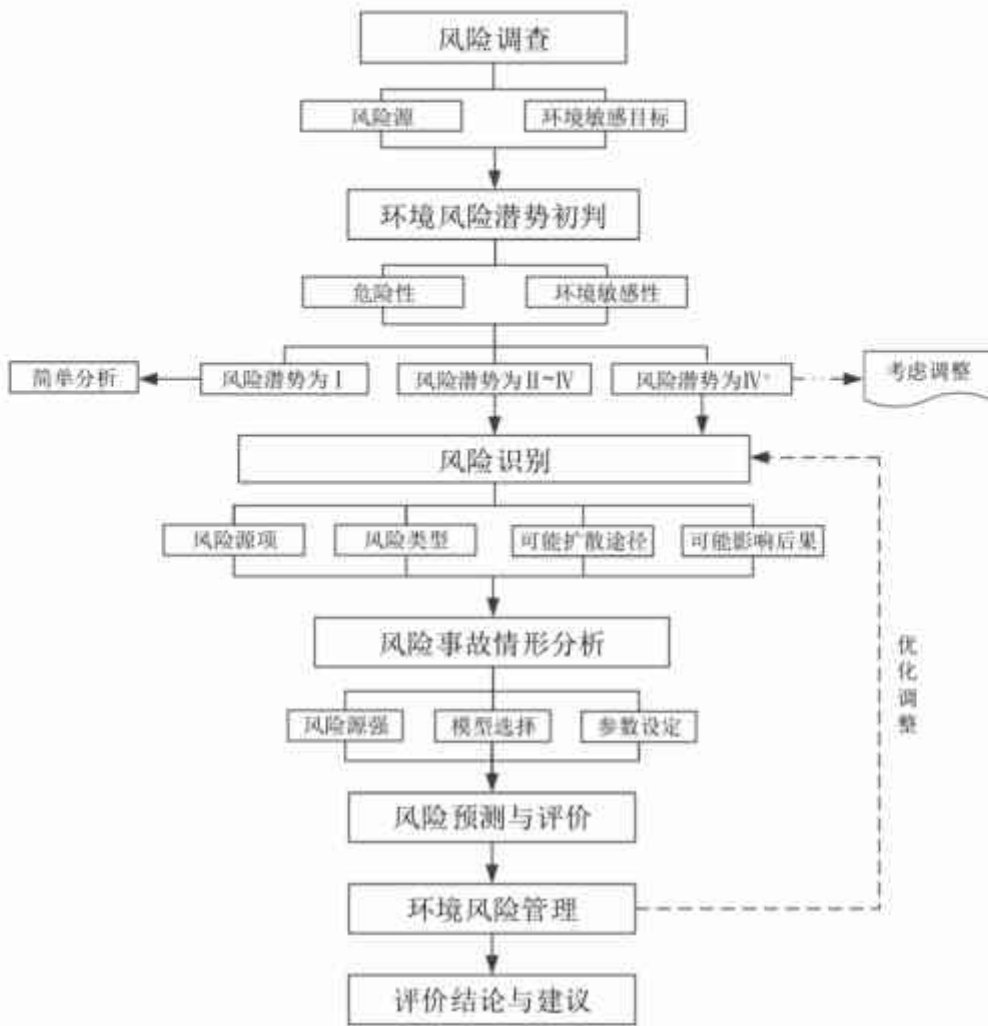 风险调查
风险源
环境敏感目标
环境风险潜势初判
危险性
环境敏感性
简单分析
风险潜势为Ⅰ
风险潜势为Ⅱ~Ⅳ
风险潜势为Ⅳ+
考虑调整
风险识别
风险源项
风险类型
可能扩散途径
可能影响后果
风险事故情形分析
优化调整
风险源强
模型选择
参数设定
风险预测与评价
环境风险管理
评价结论与建议